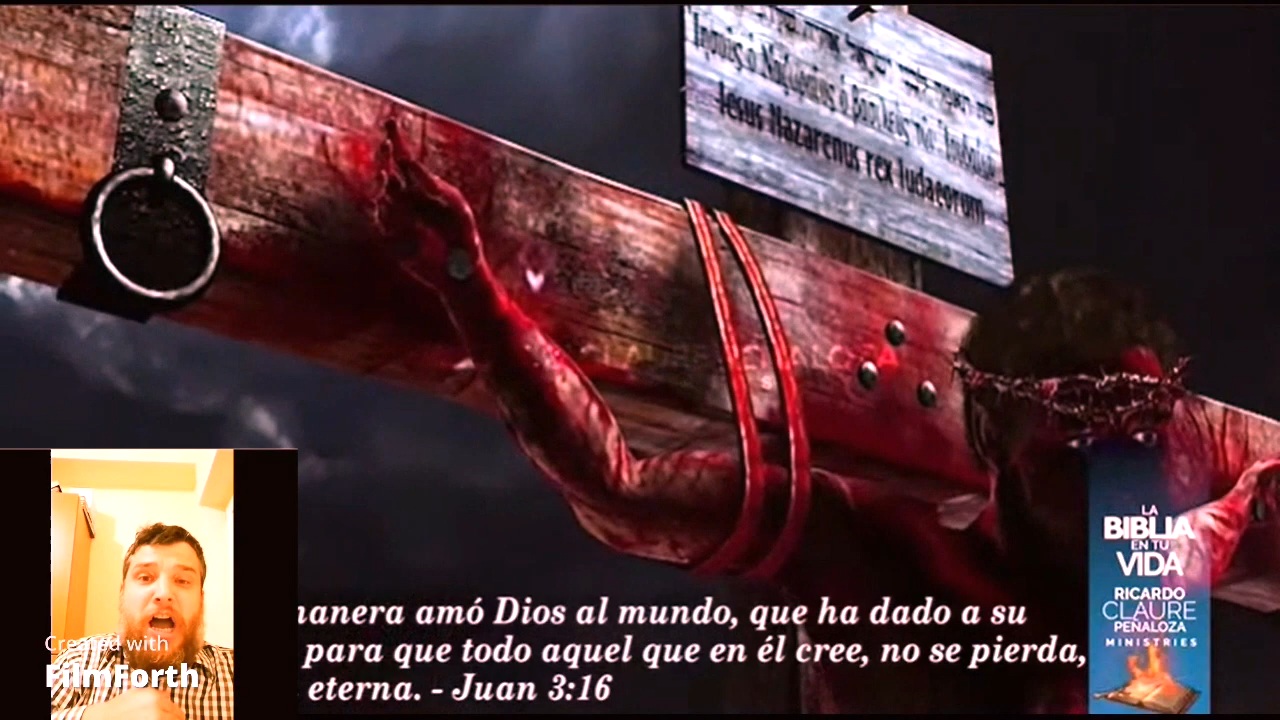 Iesus Nazarenus rex Iudaeorum
manera amó Dios al mundo, que ha dado a su
para que todo aquel que en él cree, no se pierda,
eterna. - Juan 3:16
LA
BIBLIA
EN TU
VIDA
RICARDO
CLAURE
PEÑALOZA
MINISTRIES
Created with
FilmForth